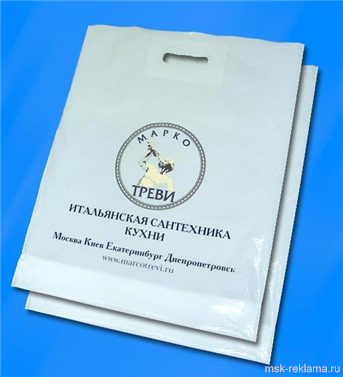 МАРКО
ТРЕВИ
ИТАЛЬЯНСКАЯ САНТЕХНИКА
КУХНИ
Москва Киев Екатеринбург Днепропетровск
www.marcotrevi.ru
msk-reklama.ru